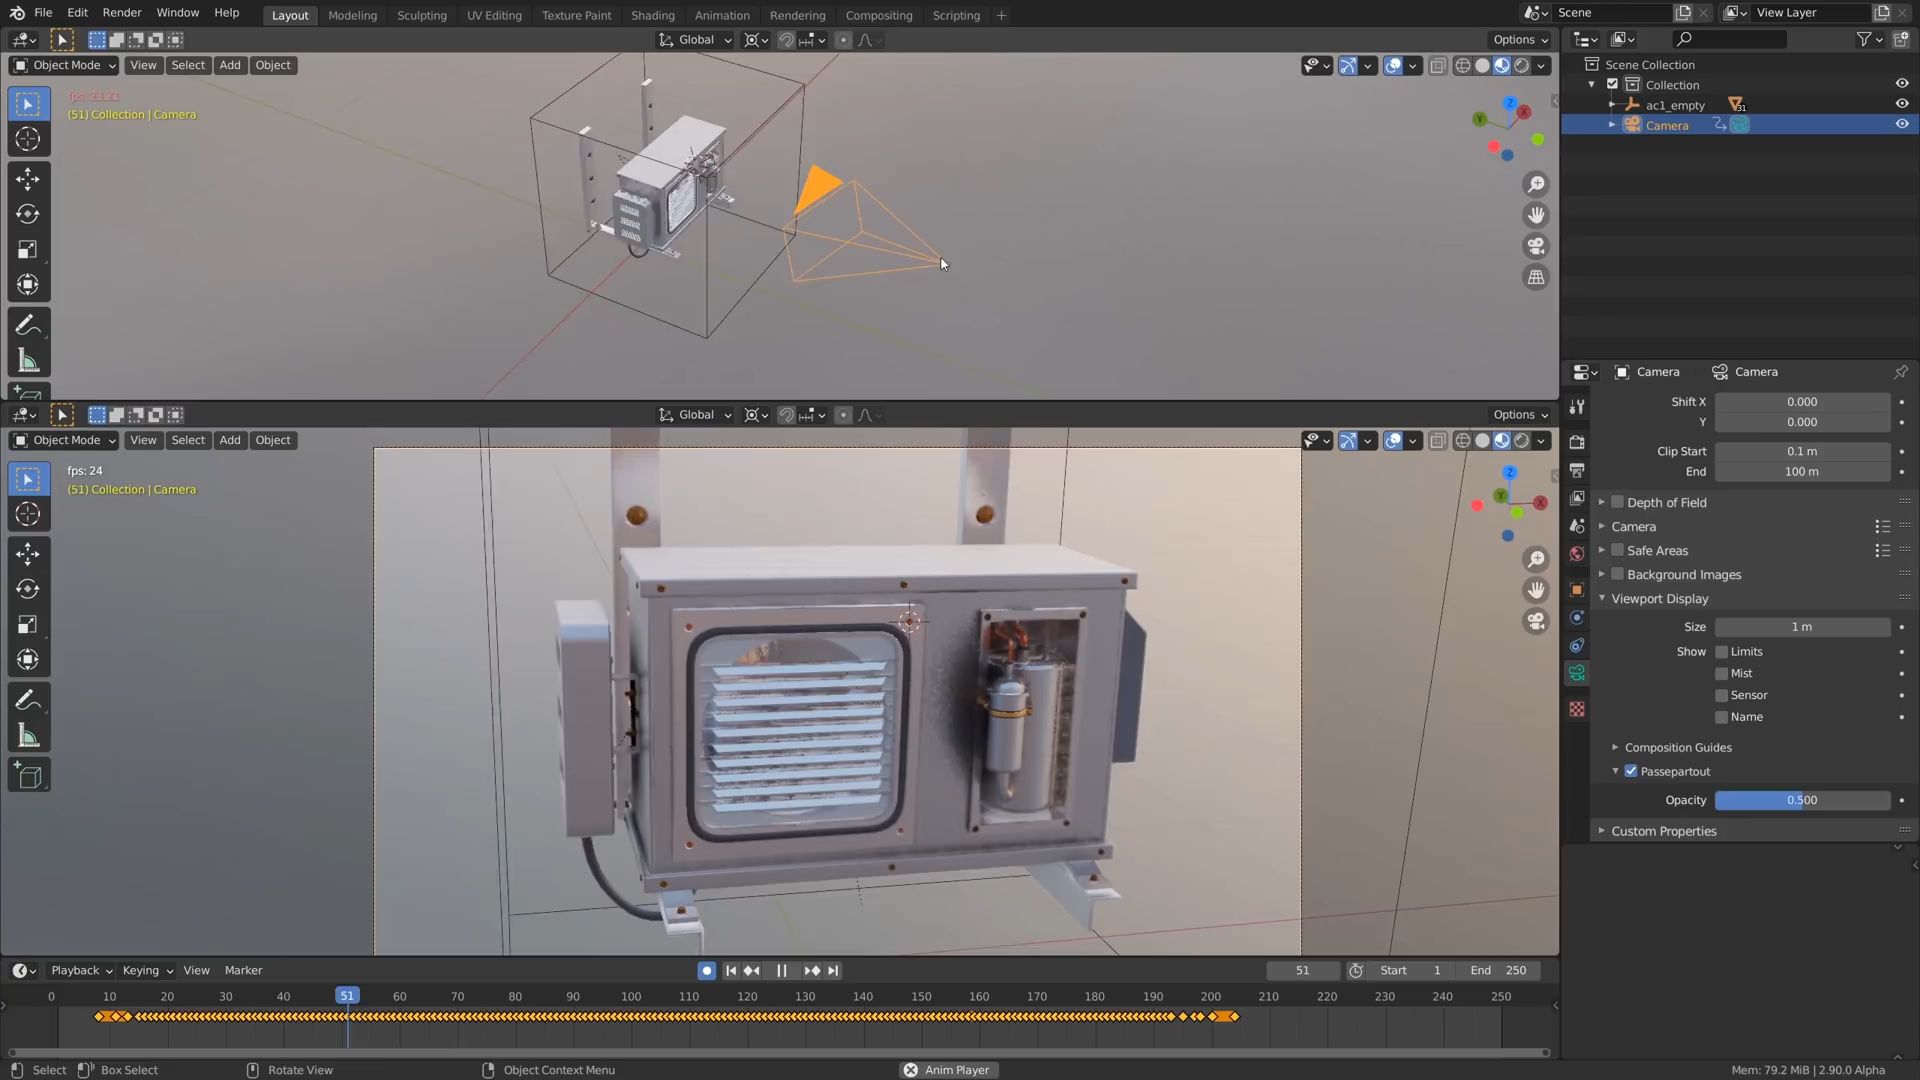 File Edit Render Window Help Layout Modeling Sculpting UV Editing Texture Paint Shading Animation Rendering Compositing Scripting + Scene View Layer
Global Options
Object Mode View Select Add Object
Scene Collection
Collection
ac1_empty 31
Camera
fps: 23.21
(51) Collection | Camera
Z X Y
Camera Camera
Shift X 0.000
Y 0.000
Clip Start 0.1 m
End 100 m
Depth of Field
Camera
Safe Areas
Background Images
Viewport Display
Size 1 m
Show Limits
Mist
Sensor
Name
Composition Guides
Passepartout
Opacity 0.500
Custom Properties
Global Options
Object Mode View Select Add Object
fps: 24
(51) Collection | Camera
Z Y X
Playback Keying View Marker 51 Start 1 End 250
0 10 20 30 40 51 60 70 80 90 100 110 120 130 140 150 160 170 180 190 200 210 220 230 240 250
Select Box Select Rotate View Object Context Menu Anim Player Mem: 79.2 MiB | 2.90.0 Alpha